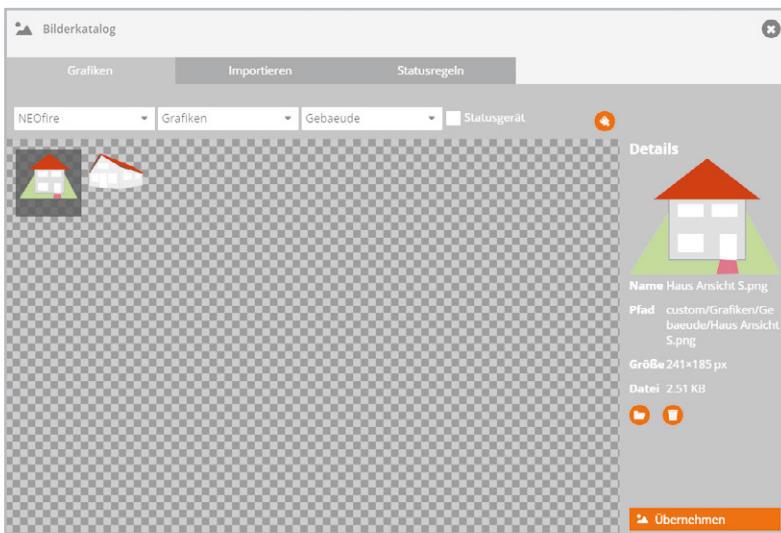 Bilderkatalog
Grafiken Importieren Statusregeln
NEOfire Grafiken Gebaeude Statusgerät
Details
Name Haus Ansicht S.png
Pfad custom/Grafiken/Ge
baeude/Haus Ansicht
S.png
Größe 241×185 px
Datei 2.51 KB
Übernehmen